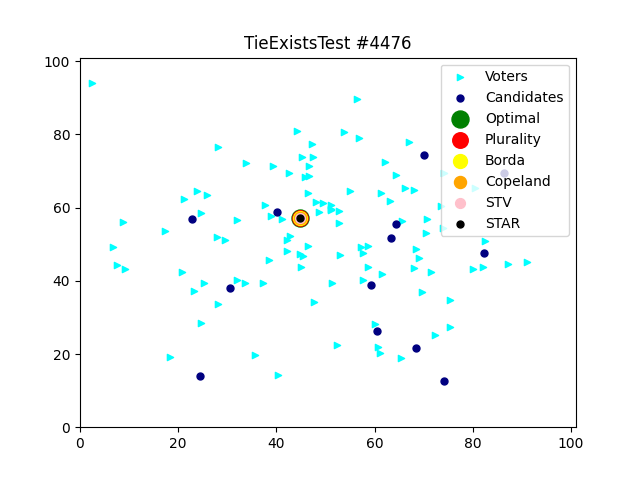 TieExistsTest #4476
100
80
60
40
20
0
0
20
40
60
80
100
Voters
Candidates
Optimal
Plurality
Borda
Copeland
STV
STAR